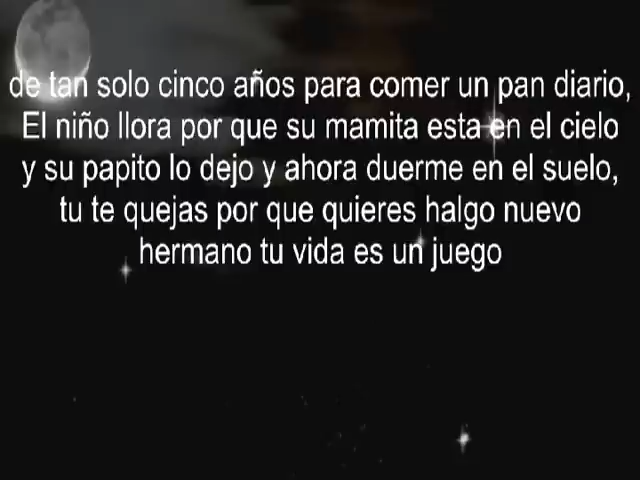 de tan solo cinco años para comer un pan diario,
El niño llora por que su mamita esta en el cielo
y su papito lo dejo y ahora duerme en el suelo,
tu te quejas por que quieres halgo nuevo
hermano tu vida es un juego